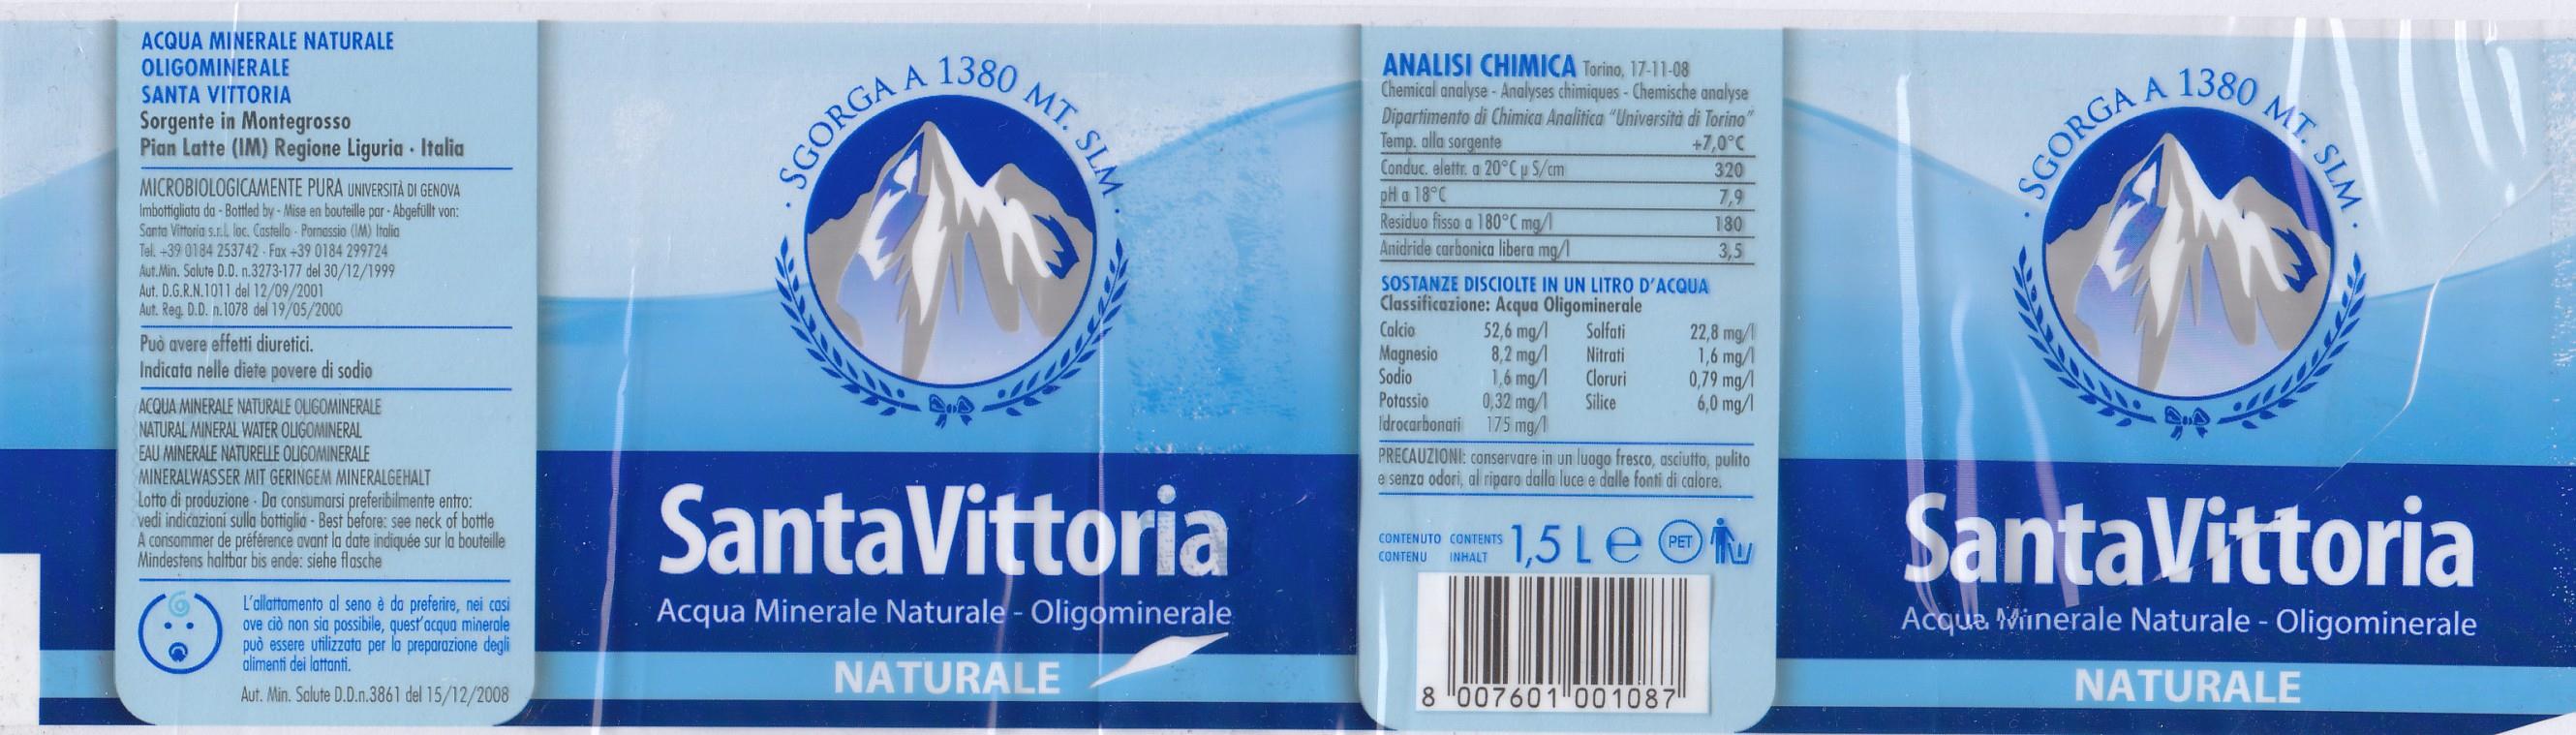 ACQUA MINERALE NATURALE
OLIGOMINERALE
SANTA VITTORIA
Sorgente in Montegrosso
Pian Latte (IM) Regione Liguria · Italia
MICROBIOLOGICAMENTE PURA UNIVERSITÀ DI GENOVA
Imbottigliata da - Bottled by - Mise en bouteille par - Abgefüllt von:
Santa Vittoria s.r.l. loc. Castello - Pornassio (IM) Italia
Tel. +39 0184 253742 - Fax +39 0184 299724
Aut.Min. Salute D.D. n.3273-177 del 30/12/1999
Aut. D.G.R.N.1011 del 12/09/2001
Aut. Reg. D.D. n.1078 del 19/05/2000
Può avere effetti diuretici.
Indicata nelle diete povere di sodio
ACQUA MINERALE NATURALE OLIGOMINERALE
NATURAL MINERAL WATER OLIGOMINERAL
EAU MINERALE NATURELLE OLIGOMINERALE
MINERALWASSER MIT GERINGEM MINERALGEHALT
Lotto di produzione - Da consumarsi preferibilmente entro:
vedi indicazioni sulla bottiglia - Best before: see neck of bottle
A consommer de préférence avant la date indiquée sur la bouteille
Mindestens haltbar bis ende: siehe flasche
L'allattamento al seno è da preferire, nei casi
ove ciò non sia possibile, quest'acqua minerale
può essere utilizzata per la preparazione degli
alimenti dei lattanti.
Aut. Min. Salute D.D.n.3861 del 15/12/2008
· SGORGA A 1380 MT. SLM ·
SantaVittoria
Acqua Minerale Naturale - Oligominerale
NATURALE
ANALISI CHIMICA Torino, 17-11-08
Chemical analyse - Analyses chimiques - Chemische analyse
Dipartimento di Chimica Analitica "Università di Torino"
Temp. alla sorgente +7,0°C
Conduc. elettr. a 20°C µ S/cm 320
pH a 18°C 7,9
Residuo fisso a 180°C mg/l 180
Anidride carbonica libera mg/l 3,5
SOSTANZE DISCIOLTE IN UN LITRO D'ACQUA
Classificazione: Acqua Oligominerale
Calcio 52,6 mg/l Solfati 22,8 mg/l
Magnesio 8,2 mg/l Nitrati 1,6 mg/l
Sodio 1,6 mg/l Cloruri 0,79 mg/l
Potassio 0,32 mg/l Silice 6,0 mg/l
Idrocarbonati 175 mg/l
PRECAUZIONI: conservare in un luogo fresco, asciutto, pulito
e senza odori, al riparo dalla luce e dalle fonti di calore.
CONTENUTO CONTENTS 1,5 L e PET
CONTENU INHALT
8 007601 001087
· SGORGA A 1380 MT. SLM ·
SantaVittoria
Acqua Minerale Naturale - Oligominerale
NATURALE